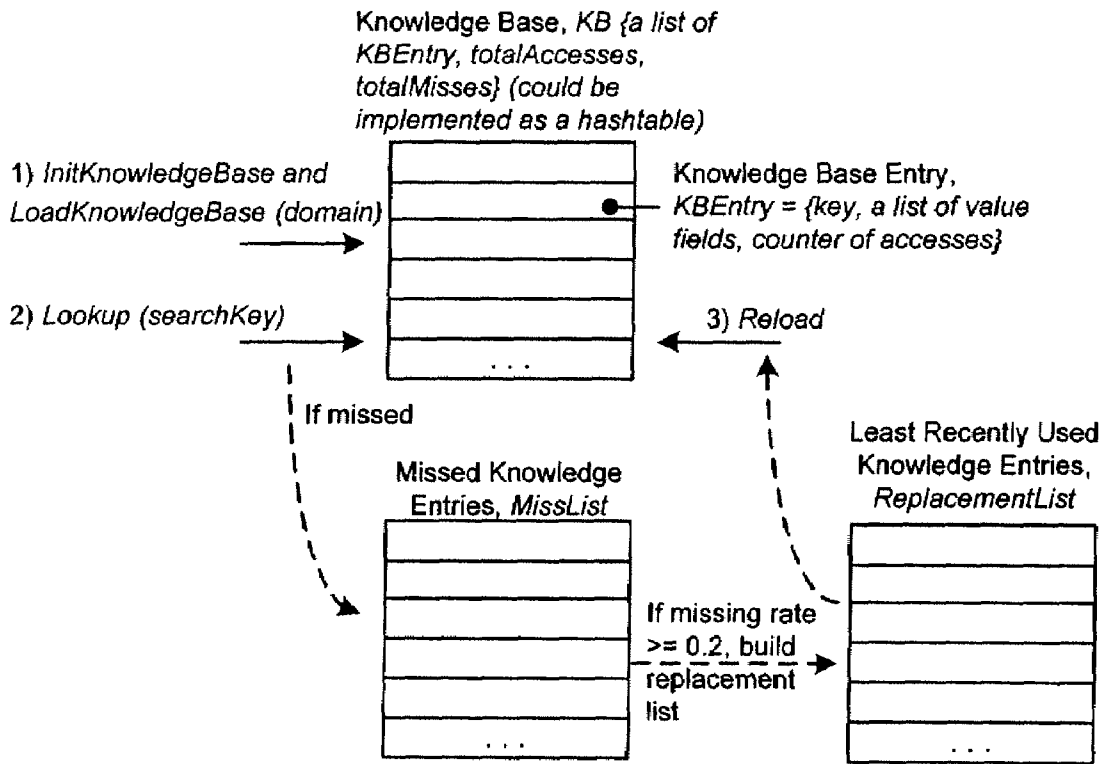 Knowledge Base, KB {a list of
KBEntry, totalAccesses,
totalMisses} (could be
implemented as a hashtable)
1) InitKnowledgeBase and
LoadKnowledgeBase (domain)
Knowledge Base Entry,
KBEntry = {key, a list of value
fields, counter of accesses}
2) Lookup (searchKey)
3) Reload
. . .
If missed
Missed Knowledge
Entries, MissList
Least Recently Used
Knowledge Entries,
ReplacementList
If missing rate
>= 0.2, build
replacement
list
. . .
. . .